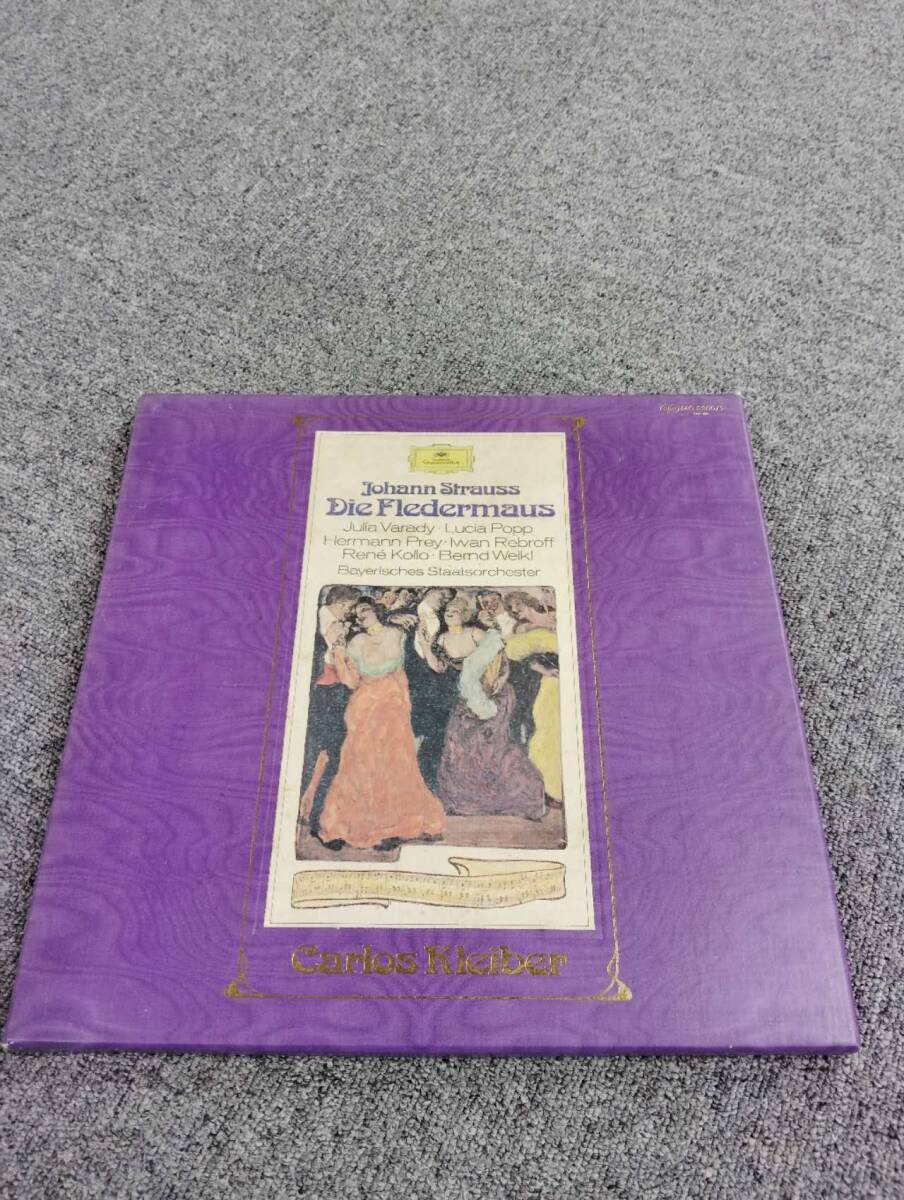 Johann Strauss
Die Fledermaus
Julia Varady · Lucia Popp
Hermann Prey · Iwan Rebroff
René Kollo · Bernd Weikl
Bayerisches Staatsorchester
Carlos Kleiber